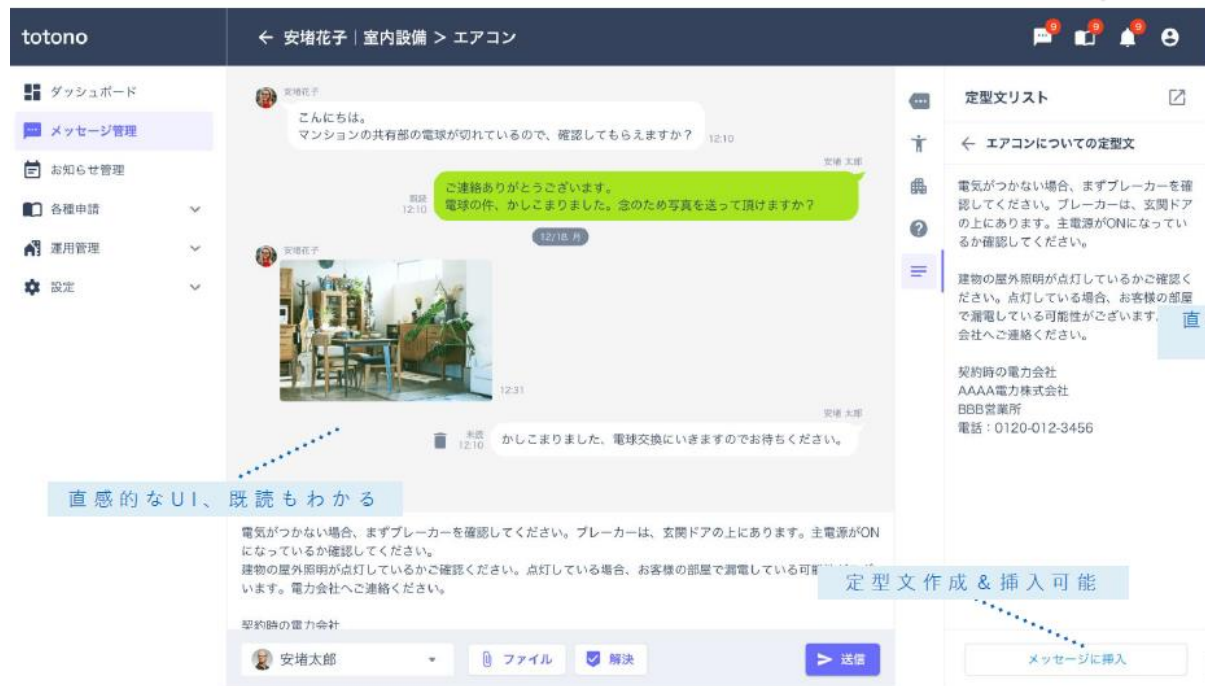 totono
← 安堵花子｜室内設備 > エアコン
9
9
9
ダッシュボード
メッセージ管理
お知らせ管理
各種申請
運用管理
設定
安堵花子
こんにちは。
マンションの共有部の電球が切れているので、確認してもらえますか？
12:10
安堵 太郎
ご連絡ありがとうございます。
電球の件、かしこまりました。念のため写真を送って頂けますか？
既読
12:10
12/18 月
安堵花子
12:31
安堵 太郎
未読
12:10
かしこまりました、電球交換にいきますのでお待ちください。
直感的なUI、既読もわかる
電気がつかない場合、まずブレーカーを確認してください。ブレーカーは、玄関ドアの上にあります。主電源がON
になっているか確認してください。
建物の屋外照明が点灯しているかご確認ください。点灯している場合、お客様の部屋で漏電している可
います。電力会社へご連絡ください。
契約時の電力会社
安堵太郎
ファイル
解決
送信
定型文リスト
← エアコンについての定型文
電気がつかない場合、まずブレーカーを確
認してください。ブレーカーは、玄関ドア
の上にあります。主電源がONになってい
るか確認してください。
建物の屋外照明が点灯しているかご確認く
ださい。点灯している場合、お客様の部屋
で漏電している可能性がございます
会社へご連絡ください。
直
契約時の電力会社
AAAA電力株式会社
BBB営業所
電話：0120-012-3456
定型文作成＆挿入可能
メッセージに挿入